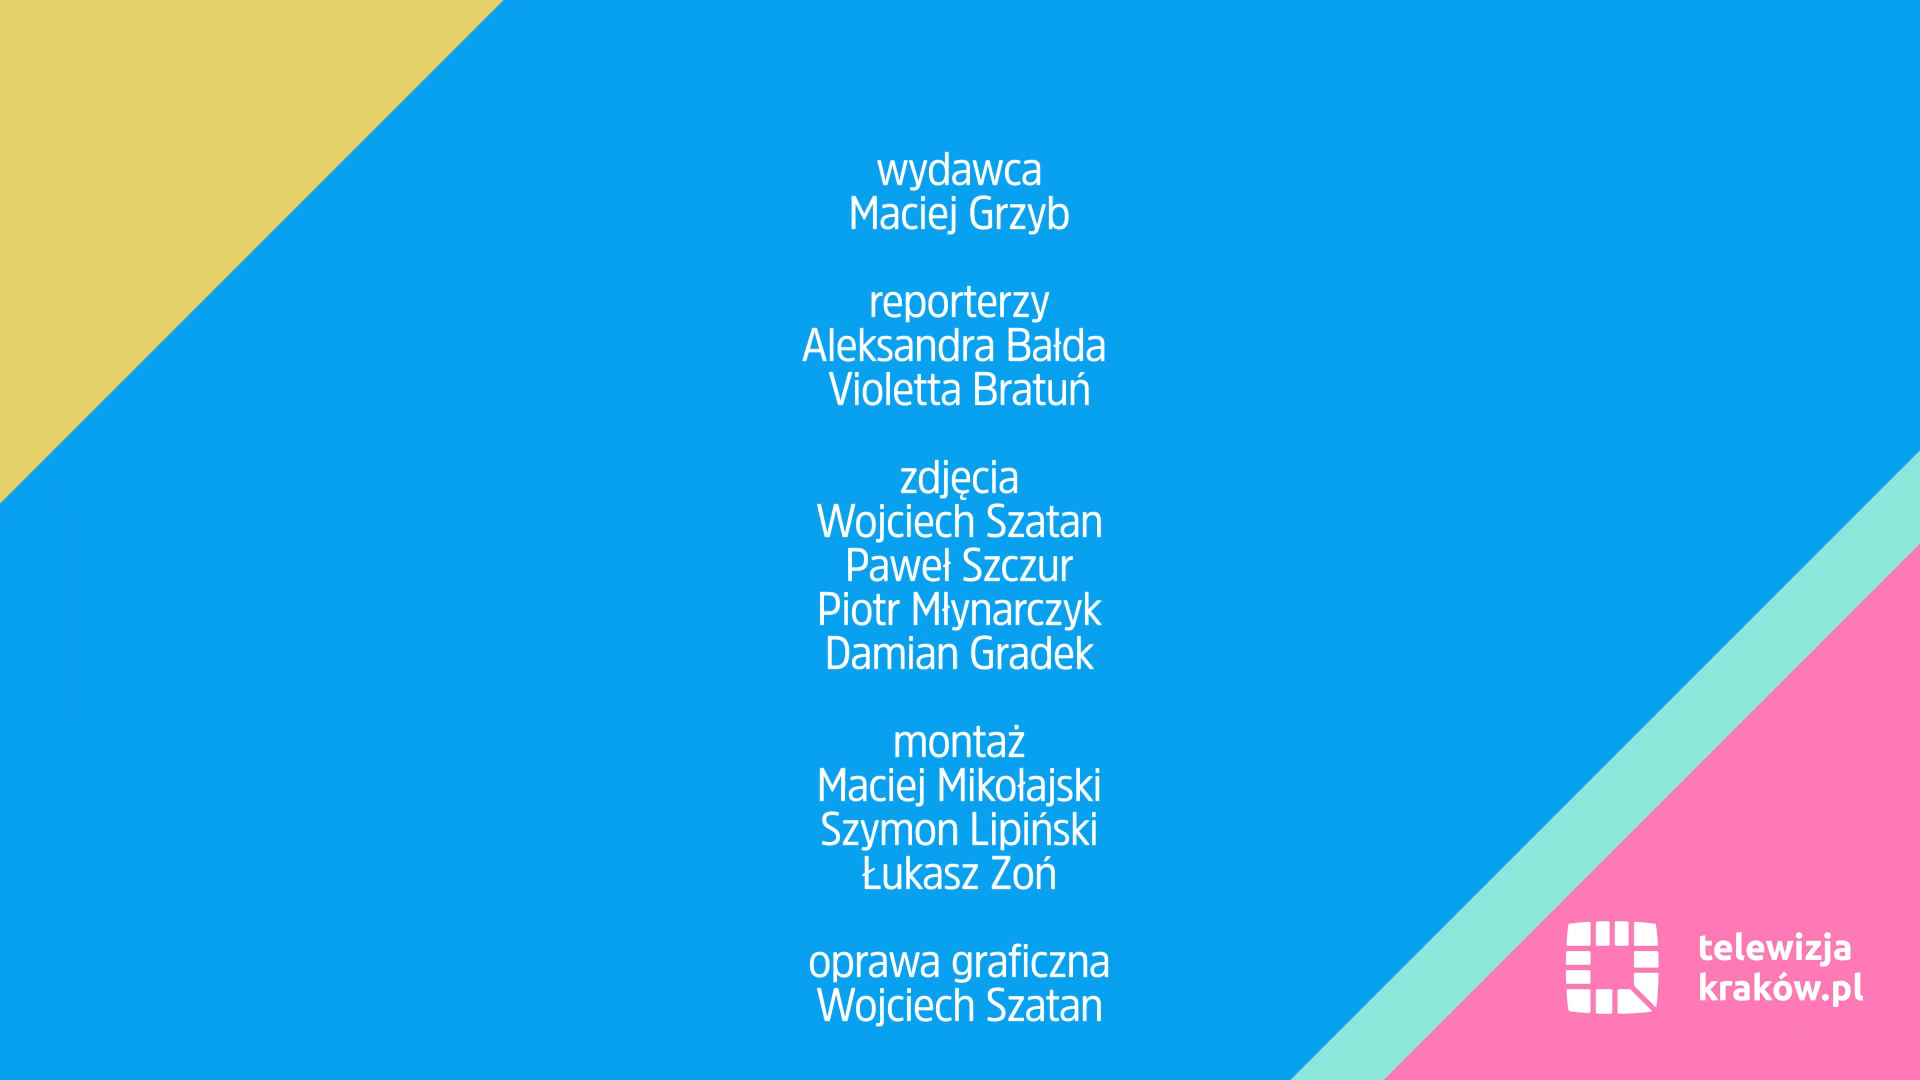 wydawca
Maciej Grzyb
reporterzy
Aleksandra Bałda
Violetta Bratuń
zdjęcia
Wojciech Szatan
Paweł Szczur
Piotr Młynarczyk
Damian Gradek
montaż
Maciej Mikołajski
Szymon Lipiński
Łukasz Zoń
oprawa graficzna
Wojciech Szatan
telewizja
kraków.pl